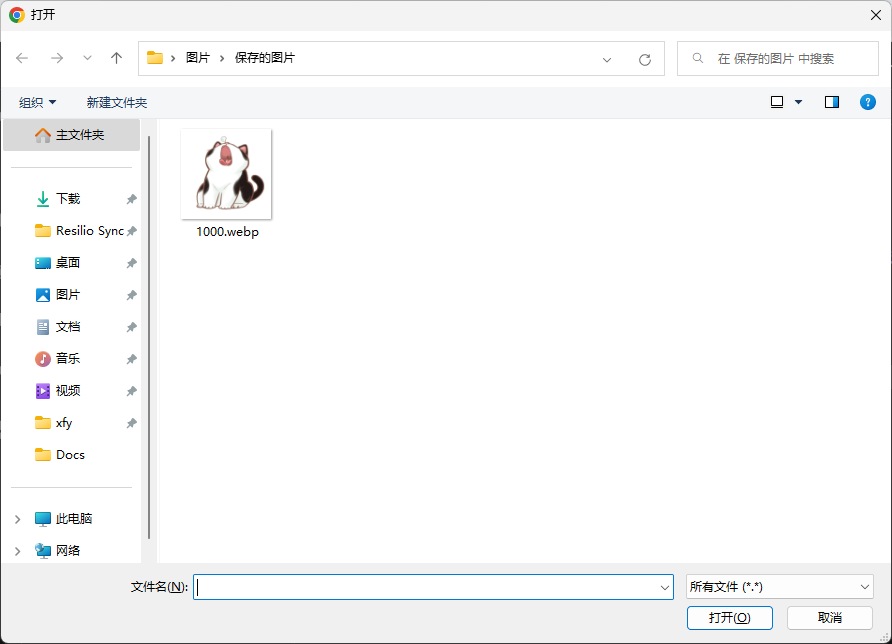 打开
图片 › 保存的图片
在 保存的图片 中搜索
组织
新建文件夹
?
主文件夹
下载
Resilio Sync
桌面
图片
文档
音乐
视频
xfy
Docs
此电脑
网络
1000.webp
文件名(N):
所有文件 (*.*)
打开(O)
取消